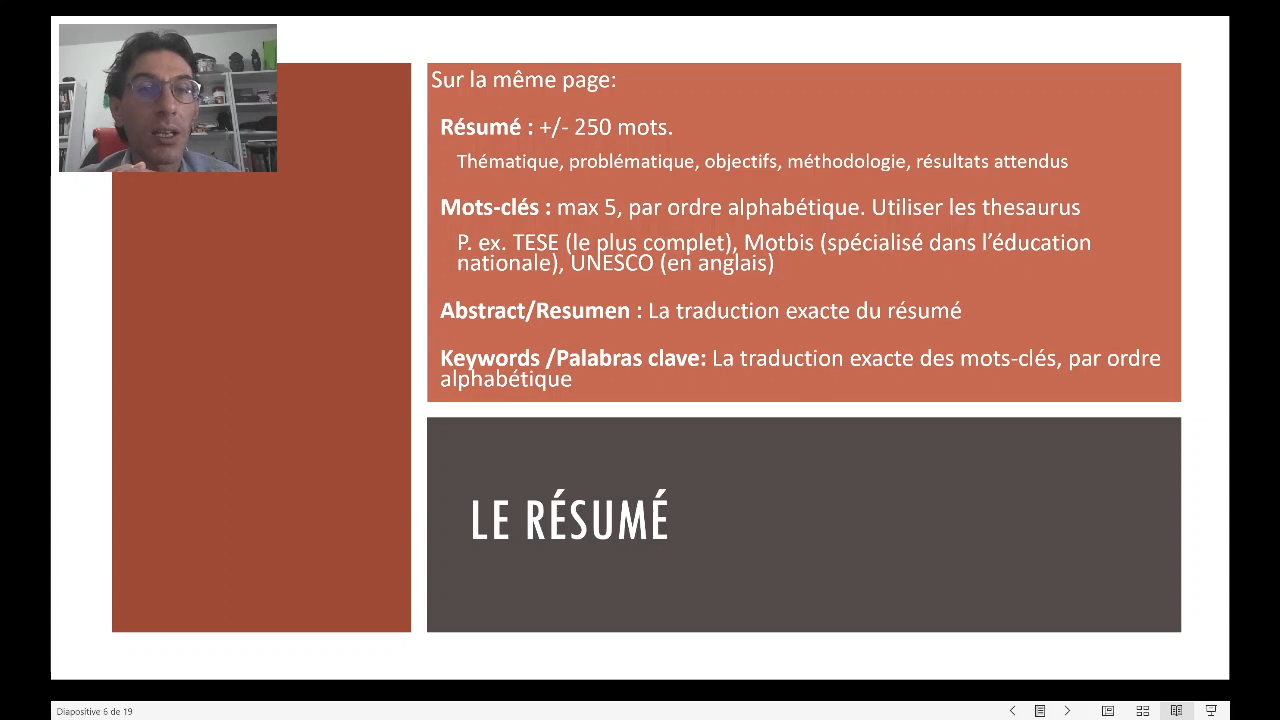 Sur la même page:
Résumé : +/- 250 mots.
Thématique, problématique, objectifs, méthodologie, résultats attendus
Mots-clés : max 5, par ordre alphabétique. Utiliser les thesaurus
P. ex. TESE (le plus complet), Motbis (spécialisé dans l’éducation
nationale), UNESCO (en anglais)
Abstract/Resumen : La traduction exacte du résumé
Keywords /Palabras clave: La traduction exacte des mots-clés, par ordre
alphabétique
LE RÉSUMÉ
Diapositive 6 de 19